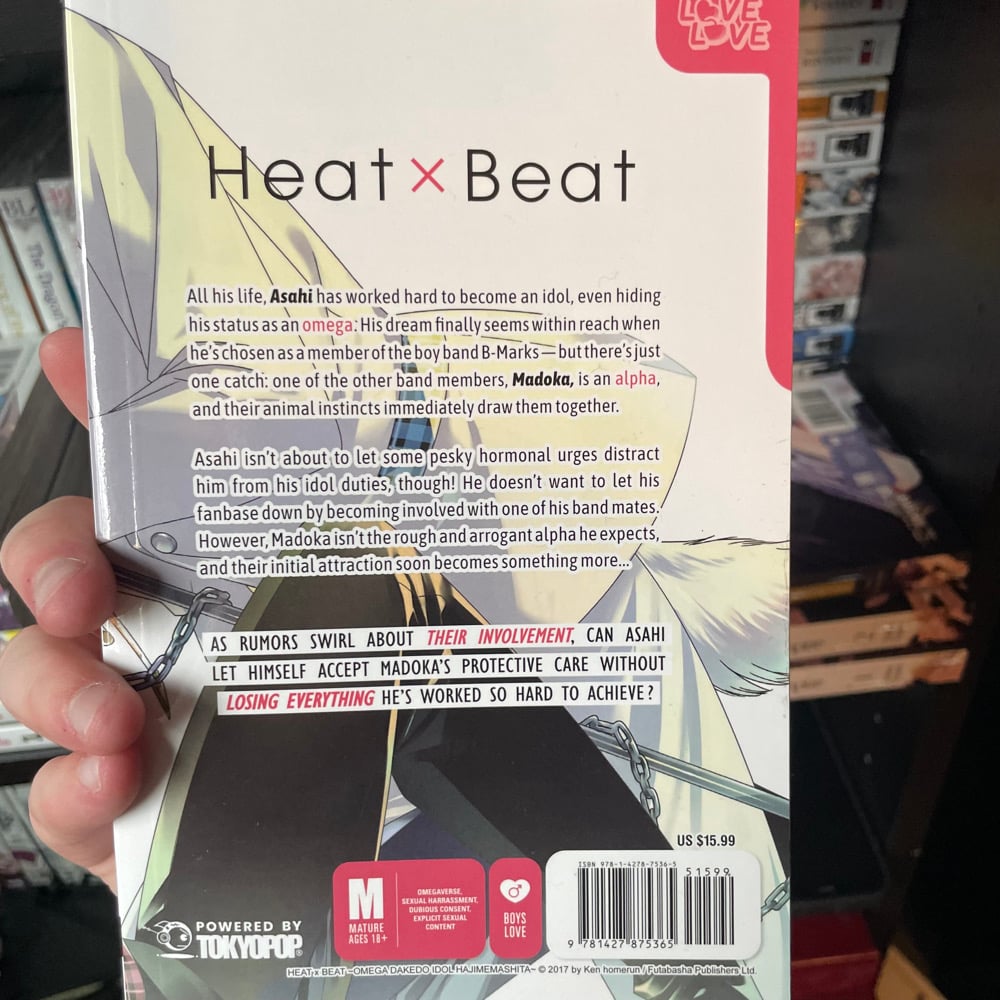 LOVE
LOVE
Heat × Beat
All his life, Asahi has worked hard to become an idol, even hiding
his status as an omega. His dream finally seems within reach when
he's chosen as a member of the boy band B-Marks — but there's just
one catch: one of the other band members, Madoka, is an alpha,
and their animal instincts immediately draw them together.
Asahi isn't about to let some pesky hormonal urges distract
him from his idol duties, though! He doesn't want to let his
fanbase down by becoming involved with one of his band mates.
However, Madoka isn't the rough and arrogant alpha he expects,
and their initial attraction soon becomes something more...
AS RUMORS SWIRL ABOUT THEIR INVOLVEMENT, CAN ASAHI
LET HIMSELF ACCEPT MADOKA'S PROTECTIVE CARE WITHOUT
LOSING EVERYTHING HE'S WORKED SO HARD TO ACHIEVE?
US $15.99
ISBN 978-1-4278-7536-5
51599
9 781427 875365
M
MATURE
AGES 18+
OMEGAVERSE,
SEXUAL HARRASSMENT,
DUBIOUS CONSENT,
EXPLICIT SEXUAL
CONTENT
BOYS
LOVE
POWERED BY
TOKYOPOP
HEAT x BEAT ~OMEGA DAKEDO IDOL HAJIMEMASHITA~ © 2017 by Ken homerun / Futabasha Publishers Ltd.
BL
The Dragon